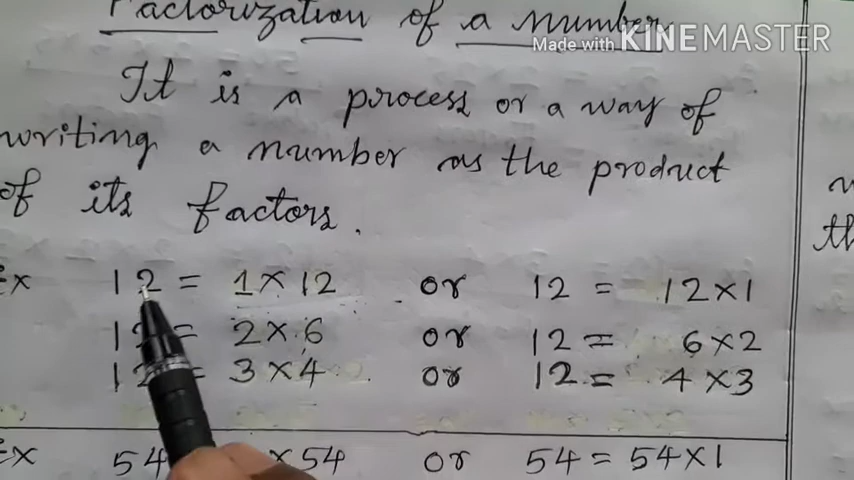 Factorization of a number
Made with KINEMASTER
It is a process or a way of
writing a number as the product
of its factors.
Ex 12 = 1 × 12 or 12 = 12 × 1
12 = 2 × 6 or 12 = 6 × 2
12 = 3 × 4 or 12 = 4 × 3
Ex 54 × 54 or 54 = 54 × 1